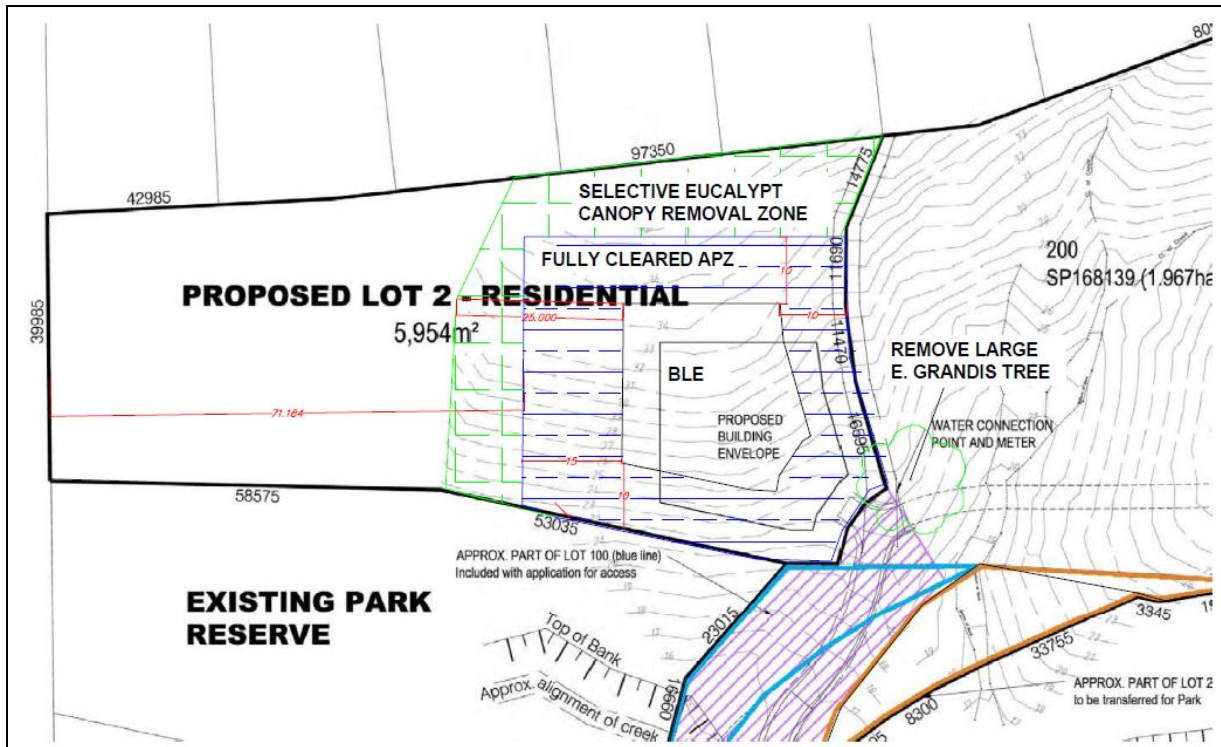 80
97350
42985
14775
SELECTIVE EUCALYPT
CANOPY REMOVAL ZONE
11690
200
SP168139 (1.967ha
FULLY CLEARED APZ
10
PROPOSED LOT 2 - RESIDENTIAL
5,954m²
25.000
10
39985
11470
REMOVE LARGE
E. GRANDIS TREE
BLE
71.184
PROPOSED
BUILDING
ENVELOPE
16595
WATER CONNECTION
POINT AND METER
15
10
58575
53035
APPROX. PART OF LOT 100 (blue line)
Included with application for access
EXISTING PARK
RESERVE
23015
3345
33755
Top of Bank
Approx. alignment of creek
APPROX. PART OF LOT 2
to be transferred for Park
8300